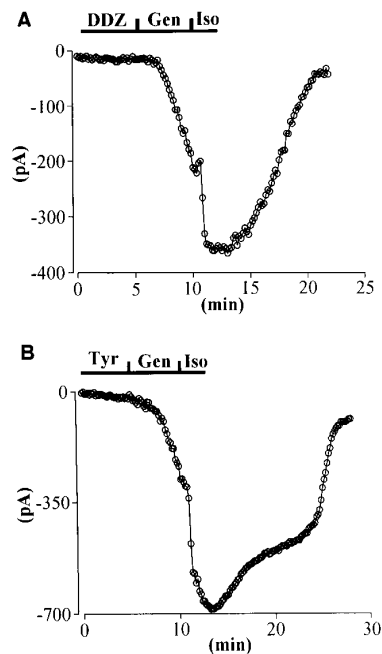 A
DDZ Gen Iso
0
-100
-200
-300
-400
(pA)
0 5 10 15 20 25
(min)
B
Tyr Gen Iso
0
-350
-700
(pA)
0 10 20 30
(min)